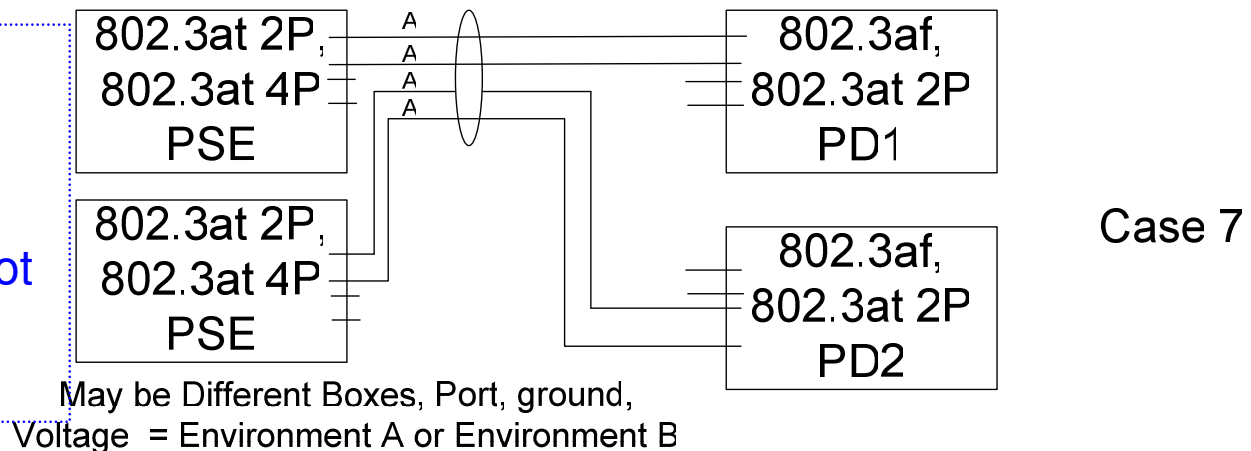 802.3at 2P,
802.3at 4P
PSE
A
A
A
A
802.3af,
802.3at 2P
PD1
802.3at 2P,
802.3at 4P
PSE
802.3af,
802.3at 2P
PD2
Case 7
ot
May be Different Boxes, Port, ground,
Voltage = Environment A or Environment B